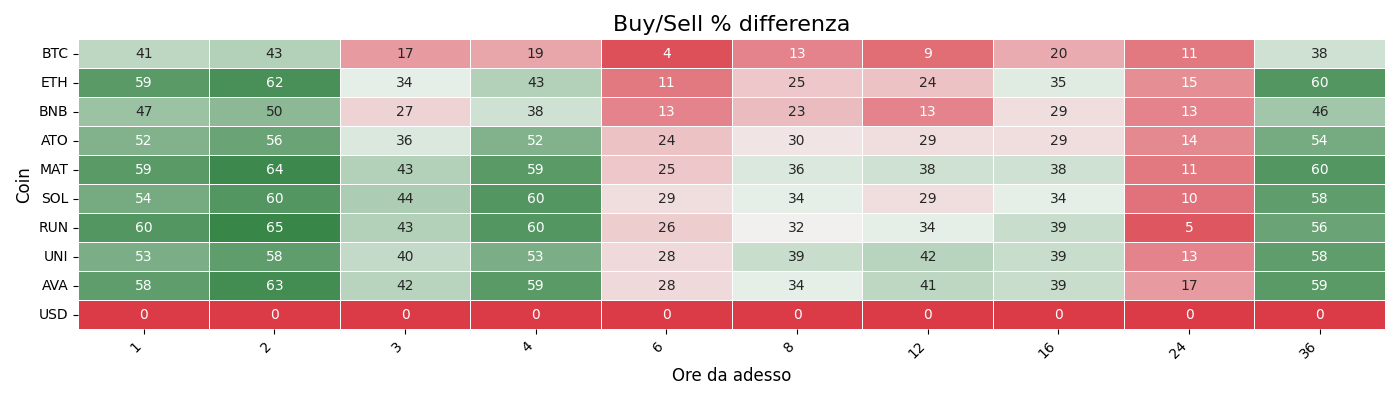 Buy/Sell % differenza
BTC 41 43 17 19 4 13 9 20 11 38
ETH 59 62 34 43 11 25 24 35 15 60
BNB 47 50 27 38 13 23 13 29 13 46
ATO 52 56 36 52 24 30 29 29 14 54
MAT 59 64 43 59 25 36 38 38 11 60
SOL 54 60 44 60 29 34 29 34 10 58
RUN 60 65 43 60 26 32 34 39 5 56
UNI 53 58 40 53 28 39 42 39 13 58
AVA 58 63 42 59 28 34 41 39 17 59
USD 0 0 0 0 0 0 0 0 0 0
Coin
1 2 3 4 6 8 12 16 24 36
Ore da adesso